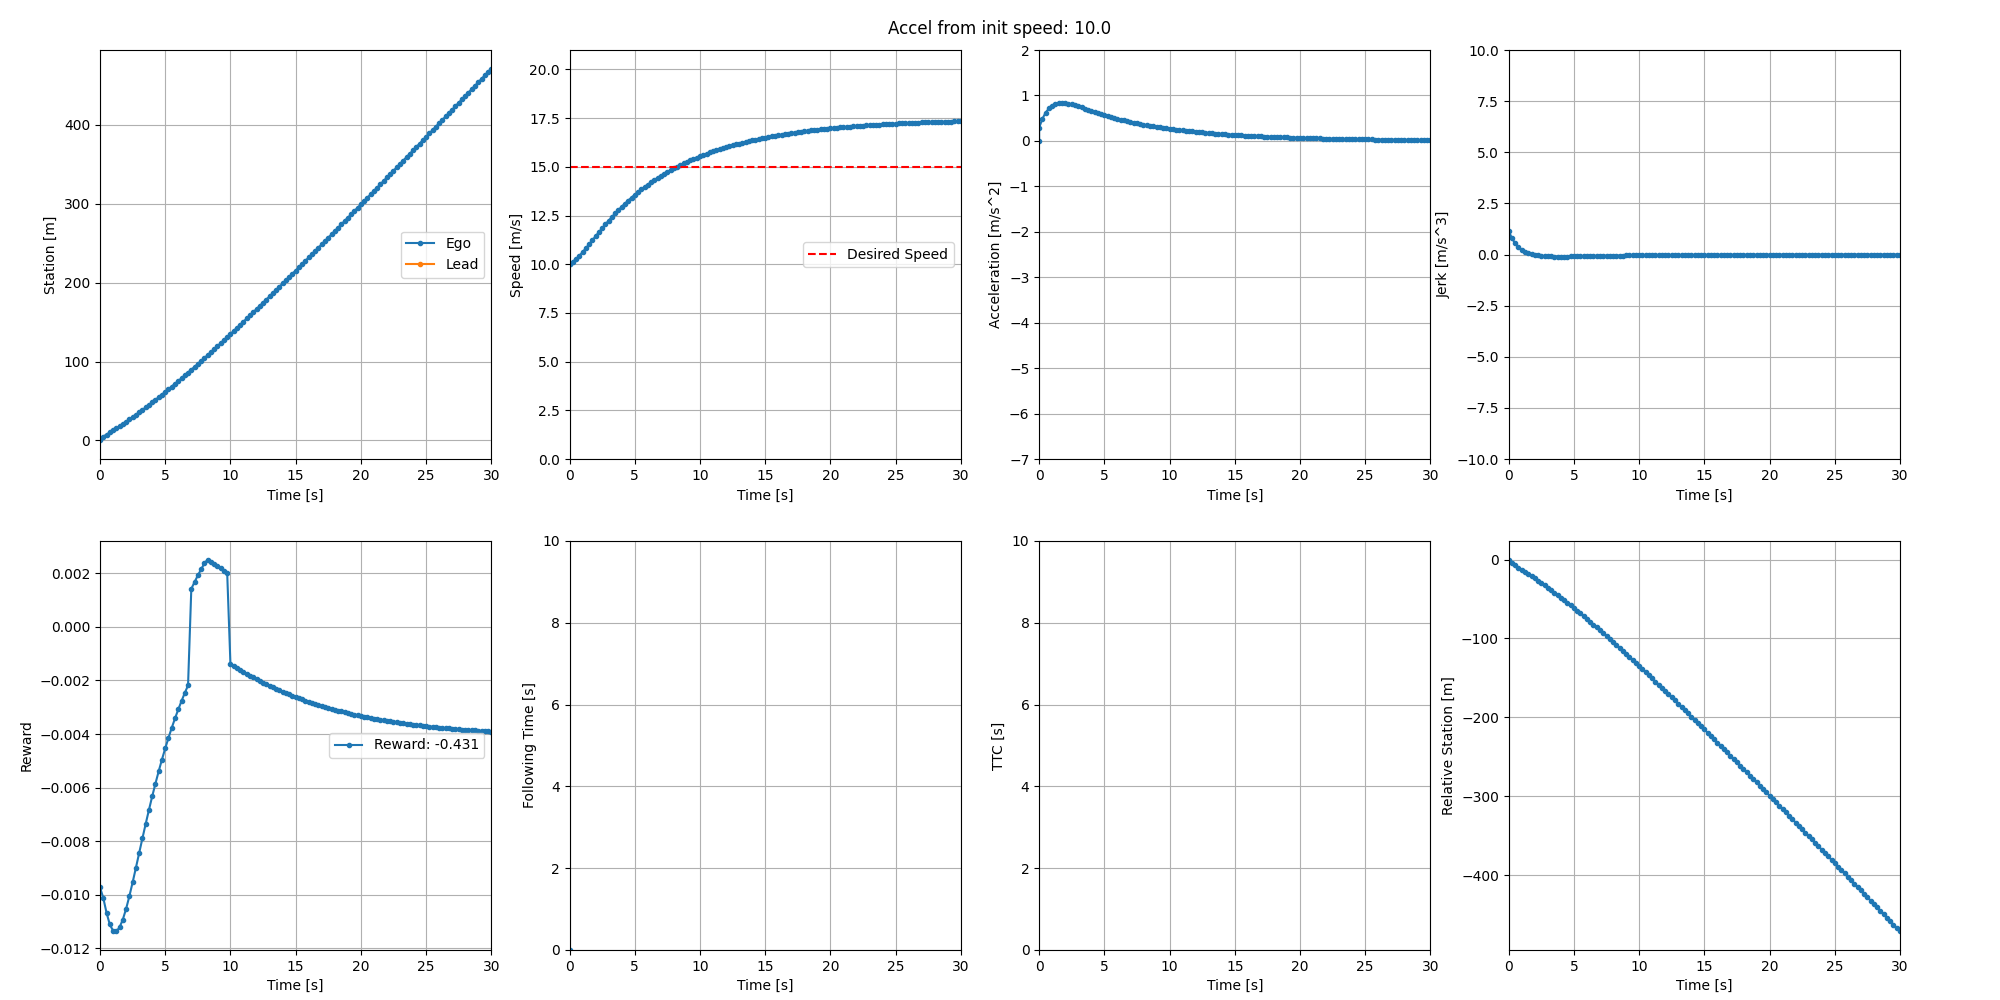 Accel from init speed: 10.0
Station [m]
400
300
200
100
0
0 5 10 15 20 25 30
Time [s]
Ego
Lead
Speed [m/s]
20.0
17.5
15.0
12.5
10.0
7.5
5.0
2.5
0.0
0 5 10 15 20 25 30
Time [s]
Desired Speed
Acceleration [m/s^2]
2
1
0
−1
−2
−3
−4
−5
−6
−7
0 5 10 15 20 25 30
Time [s]
Jerk [m/s^3]
10.0
7.5
5.0
2.5
0.0
−2.5
−5.0
−7.5
−10.0
0 5 10 15 20 25 30
Time [s]
Reward
0.002
0.000
−0.002
−0.004
−0.006
−0.008
−0.010
−0.012
0 5 10 15 20 25 30
Time [s]
Reward: -0.431
Following Time [s]
10
8
6
4
2
0
0 5 10 15 20 25 30
Time [s]
TTC [s]
10
8
6
4
2
0
0 5 10 15 20 25 30
Time [s]
Relative Station [m]
0
−100
−200
−300
−400
0 5 10 15 20 25 30
Time [s]